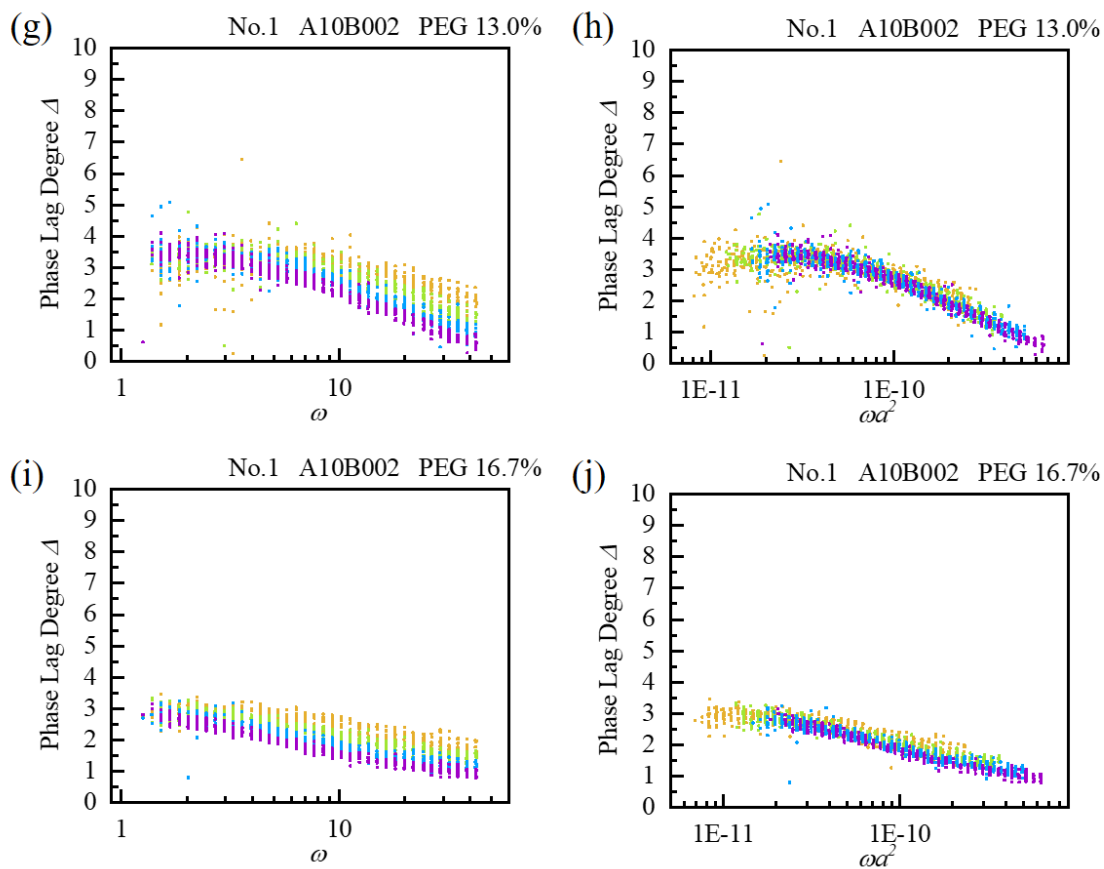 (g)
No.1 A10B002 PEG 13.0%
10
9
8
7
6
5
4
3
2
1
0
Phase Lag Degree Δ
1 10
ω
(h)
No.1 A10B002 PEG 13.0%
10
9
8
7
6
5
4
3
2
1
0
Phase Lag Degree Δ
1E-11 1E-10
ωa²
(i)
No.1 A10B002 PEG 16.7%
10
9
8
7
6
5
4
3
2
1
0
Phase Lag Degree Δ
1 10
ω
(j)
No.1 A10B002 PEG 16.7%
10
9
8
7
6
5
4
3
2
1
0
Phase Lag Degree Δ
1E-11 1E-10
ωa²